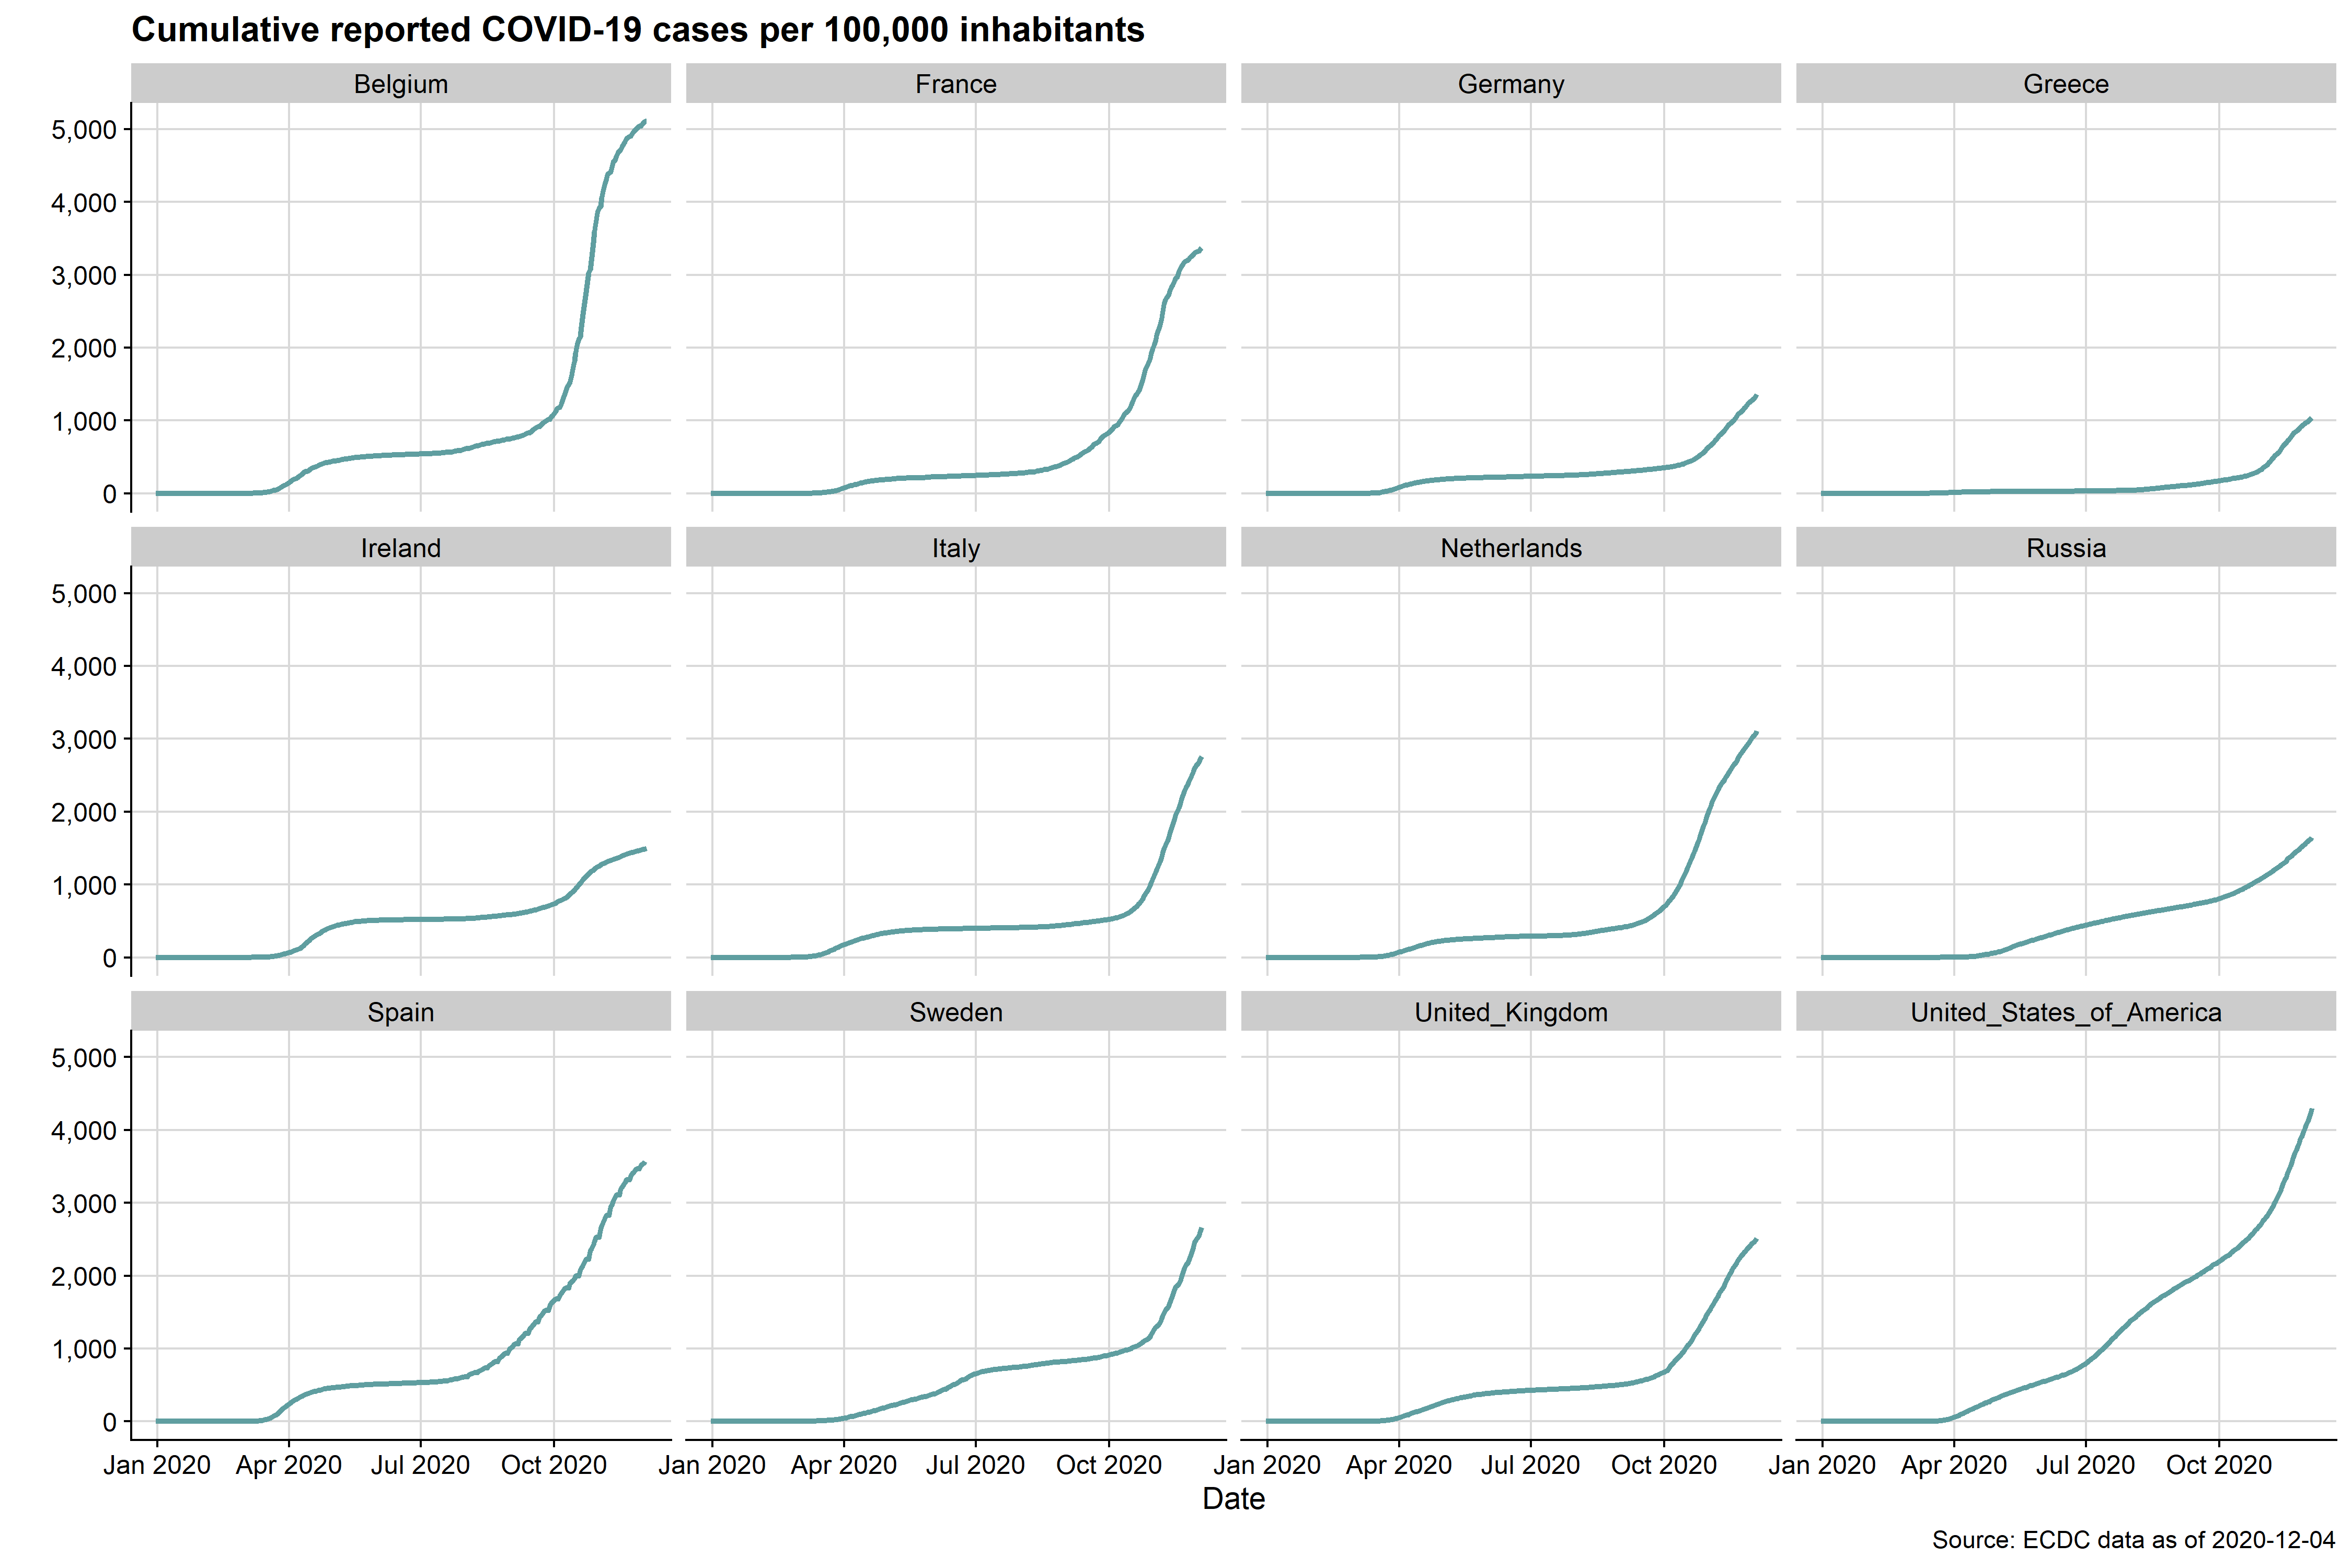 Cumulative reported COVID-19 cases per 100,000 inhabitants
Belgium France Germany Greece
5,000
4,000
3,000
2,000
1,000
0
Ireland Italy Netherlands Russia
5,000
4,000
3,000
2,000
1,000
0
Spain Sweden United_Kingdom United_States_of_America
5,000
4,000
3,000
2,000
1,000
0
Jan 2020 Apr 2020 Jul 2020 Oct 2020 Jan 2020 Apr 2020 Jul 2020 Oct 2020 Jan 2020 Apr 2020 Jul 2020 Oct 2020 Jan 2020 Apr 2020 Jul 2020 Oct 2020
Date
Source: ECDC data as of 2020-12-04